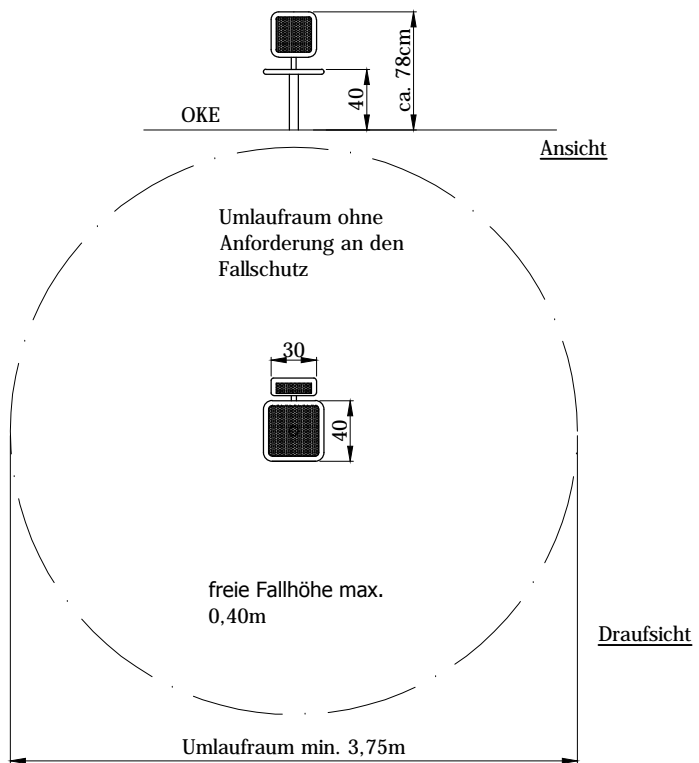 ca. 78cm
40
OKE
Ansicht
Umlaufraum ohne
Anforderung an den
Fallschutz
30
40
freie Fallhöhe max.
0,40m
Draufsicht
Umlaufraum min. 3,75m